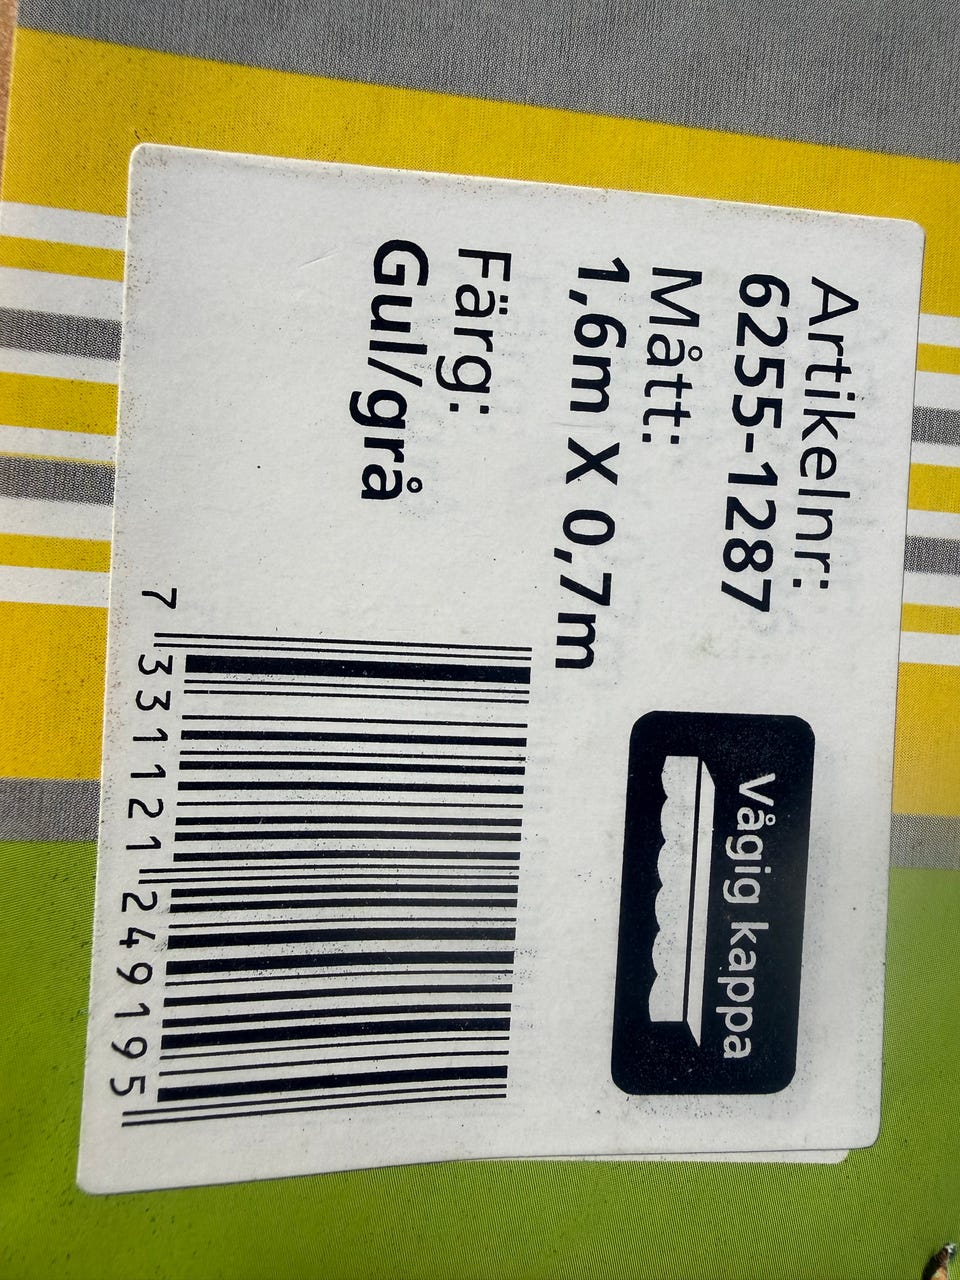 Artikelnr:
6255-1287
Mått:
1,6m X 0,7m
Färg:
Gul/grå
Vågig kappa
7 331121 249195